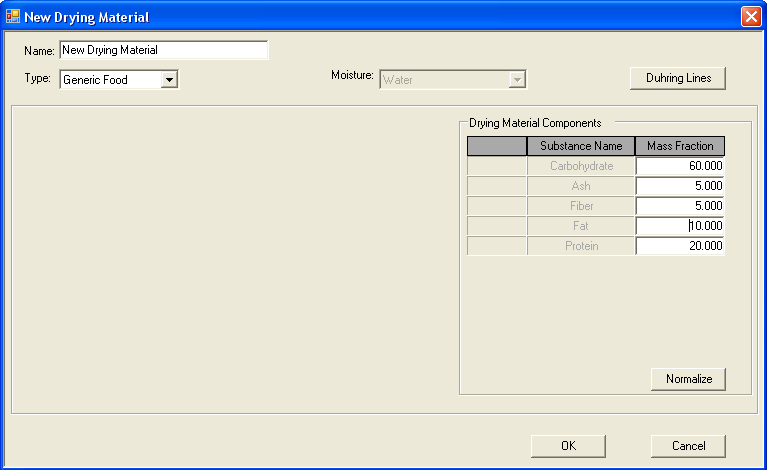 New Drying Material
Name: New Drying Material
Type: Generic Food Moisture: Water Duhring Lines
Drying Material Components
Substance Name Mass Fraction
Carbohydrate 60.000
Ash 5.000
Fiber 5.000
Fat 10.000
Protein 20.000
Normalize
OK Cancel